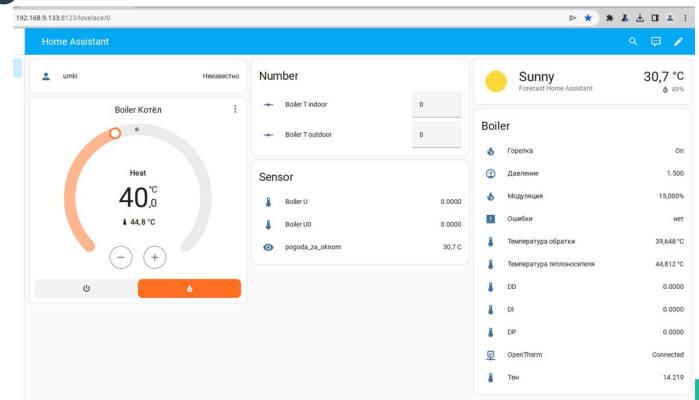 192.168.9.133:8123/lovelace/0
Home Assistant
umki
Неизвестно
Boiler Котёл
Heat
40,0 °C
44,8 °C
Number
Boiler T indoor
0
Boiler T outdoor
0
Sensor
Boiler U
0.0000
Boiler U0
0.0000
pogoda_za_oknom
30,7 C
Sunny
30,7 °C
Forecast Home Assistant
49%
Boiler
Горелка
On
Давление
1.500
Модуляция
15,000%
Ошибки
нет
Температура обратки
39,648 °C
Температура теплоносителя
44,812 °C
DD
0.0000
DI
0.0000
DP
0.0000
OpenTherm
Connected
Твн
14.219